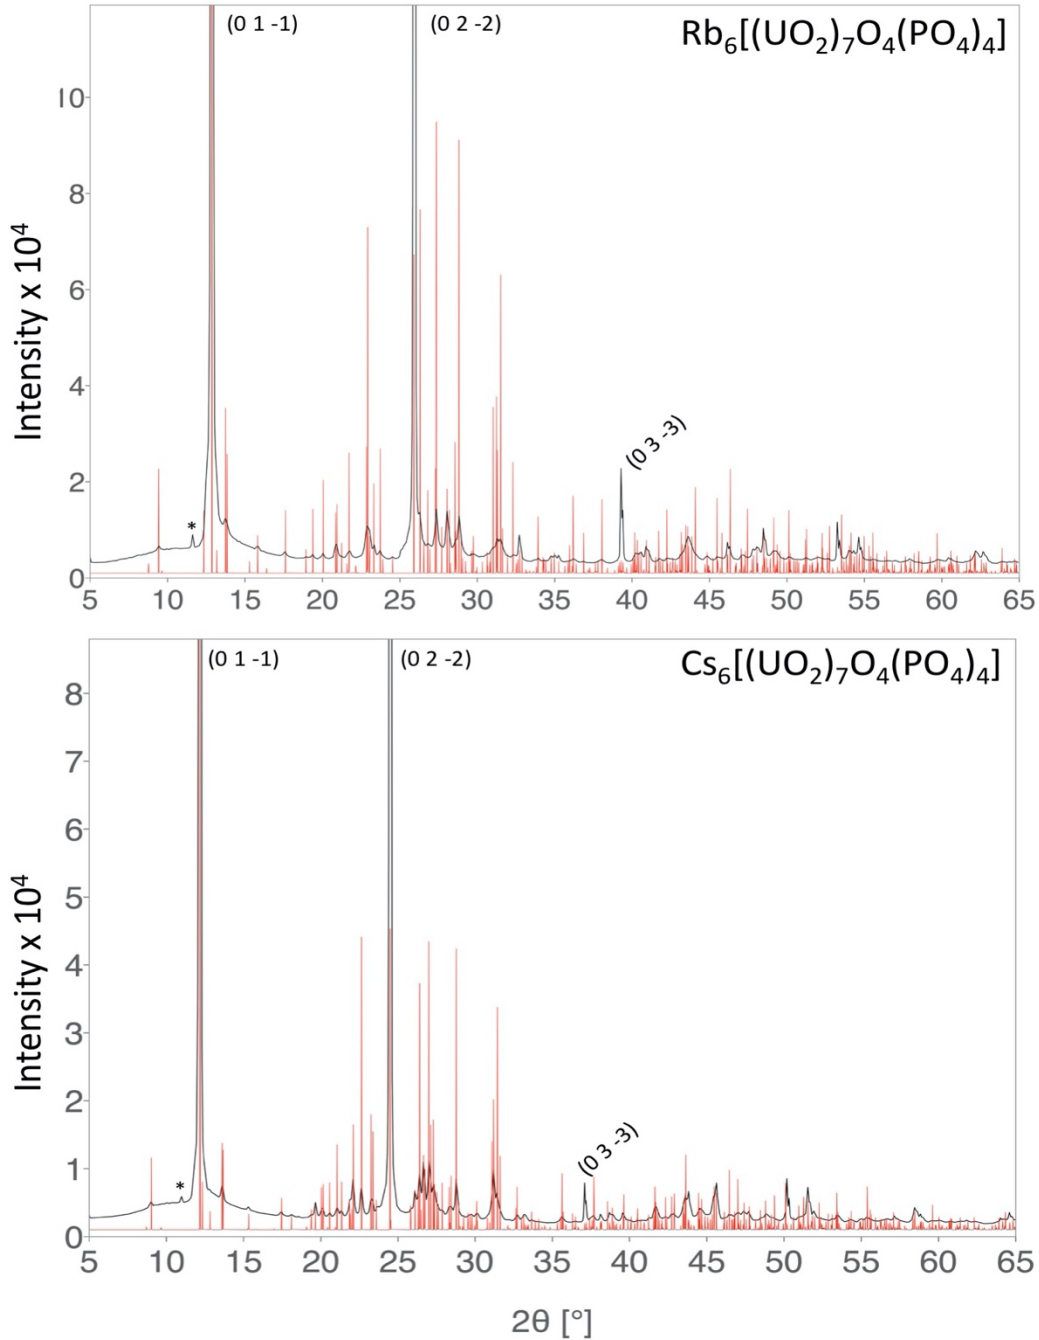 (0 1 -1)
(0 2 -2)
Rb6[(UO2)7O4(PO4)4]
10
8
6
4
2
0
Intensity x 10^4
*
(0 3 -3)
5 10 15 20 25 30 35 40 45 50 55 60 65
(0 1 -1)
(0 2 -2)
Cs6[(UO2)7O4(PO4)4]
8
7
6
5
4
3
2
1
0
Intensity x 10^4
*
(0 3 -3)
5 10 15 20 25 30 35 40 45 50 55 60 65
2θ [°]